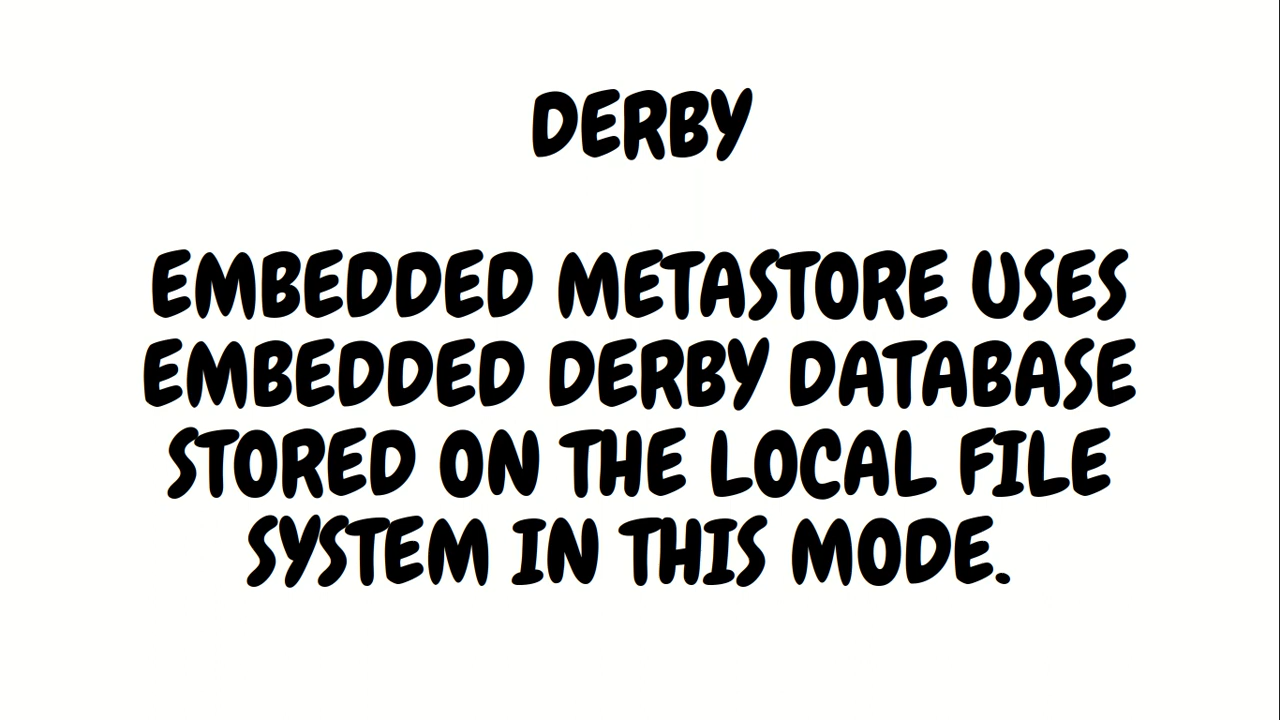 DERBY
EMBEDDED METASTORE USES
EMBEDDED DERBY DATABASE
STORED ON THE LOCAL FILE
SYSTEM IN THIS MODE.